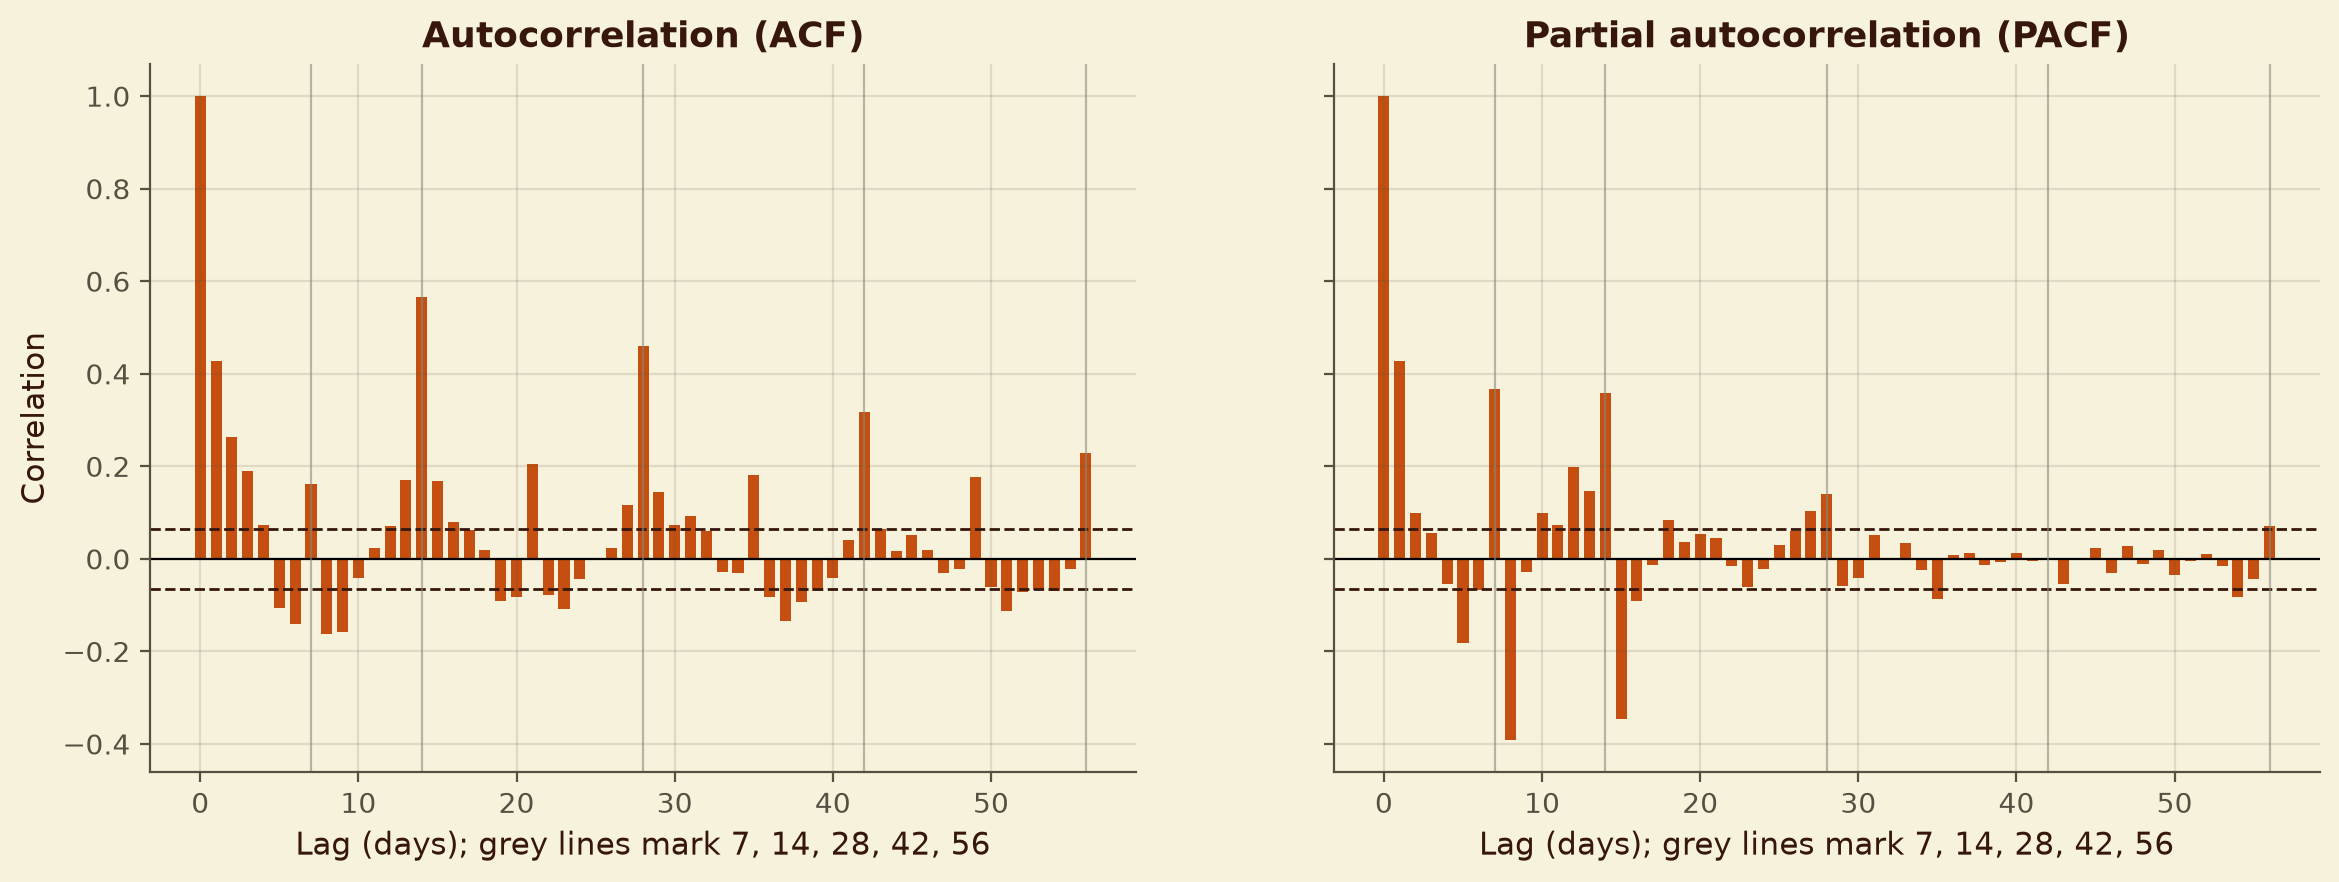 Autocorrelation (ACF)
Correlation
1.0
0.8
0.6
0.4
0.2
0.0
−0.2
−0.4
0 10 20 30 40 50
Lag (days); grey lines mark 7, 14, 28, 42, 56
Partial autocorrelation (PACF)
0 10 20 30 40 50
Lag (days); grey lines mark 7, 14, 28, 42, 56